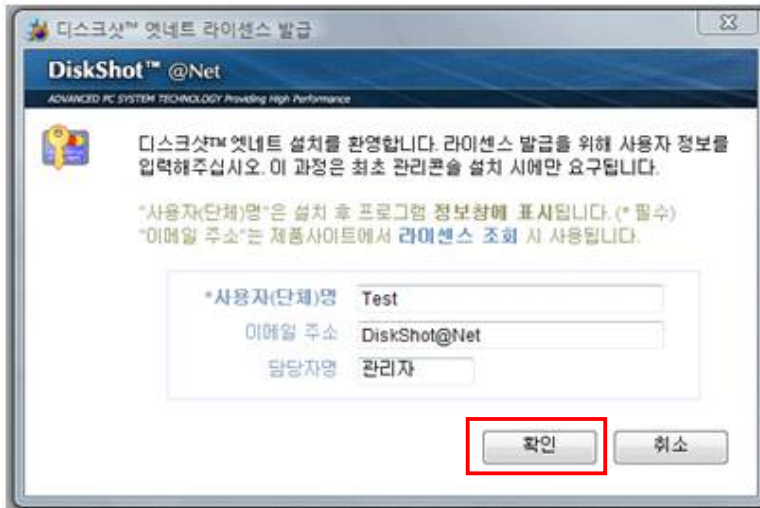 디스크샷™ 엣네트 라이센스 발급
DiskShot™ @Net
ADVANCED PC SYSTEM TECHNOLOGY Providing High Performance
디스크샷™ 엣네트 설치를 환영합니다. 라이센스 발급을 위해 사용자 정보를
입력해주십시오. 이 과정은 최초 관리콘솔 설치 시에만 요구됩니다.
"사용자(단체)명"은 설치 후 프로그램 정보창에 표시됩니다. (* 필수)
"이메일 주소"는 제품사이트에서 라이센스 조회 시 사용됩니다.
*사용자(단체)명 Test
이메일 주소 DiskShot@Net
담당자명 관리자
확인 취소